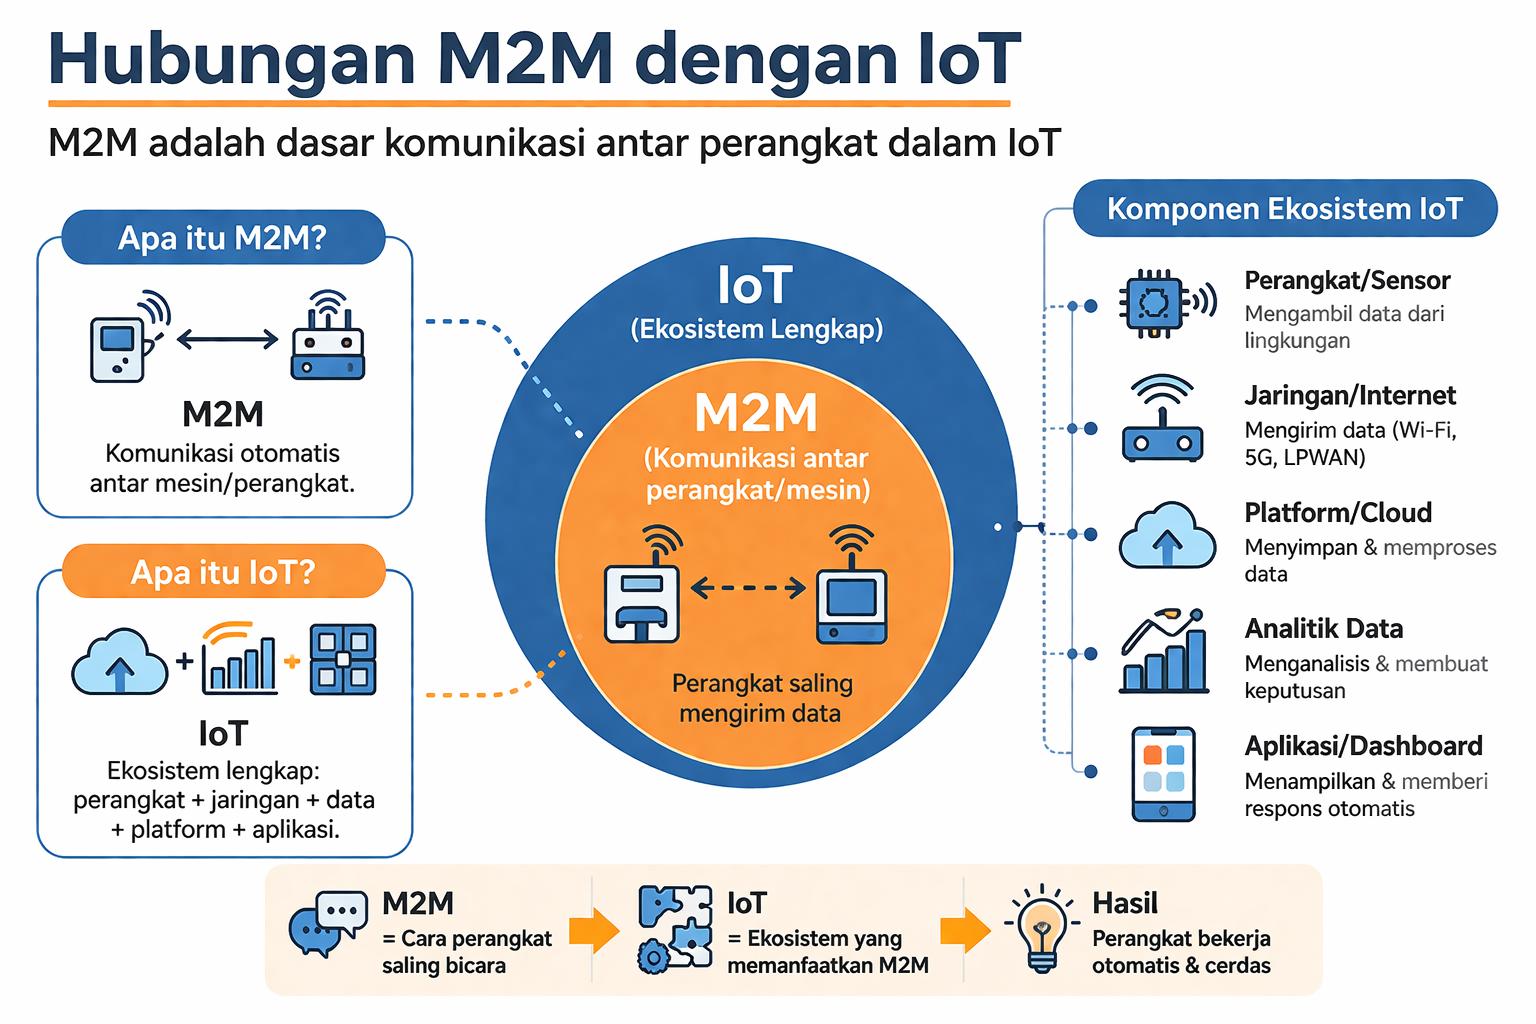 Hubungan M2M dengan IoT
M2M adalah dasar komunikasi antar perangkat dalam IoT
Apa itu M2M?
M2M
Komunikasi otomatis
antar mesin/perangkat.
Apa itu IoT?
+
+
IoT
Ekosistem lengkap:
perangkat + jaringan + data
+ platform + aplikasi.
IoT
(Ekosistem Lengkap)
M2M
(Komunikasi antar
perangkat/mesin)
Perangkat saling
mengirim data
Komponen Ekosistem IoT
Perangkat/Sensor
Mengambil data dari
lingkungan
Jaringan/Internet
Mengirim data (Wi-Fi,
5G, LPWAN)
Platform/Cloud
Menyimpan & memproses
data
Analitik Data
Menganalisis & membuat
keputusan
Aplikasi/Dashboard
Menampilkan & memberi
respons otomatis
M2M
= Cara perangkat
saling bicara
IoT
= Ekosistem yang
memanfaatkan M2M
Hasil
Perangkat bekerja
otomatis & cerdas